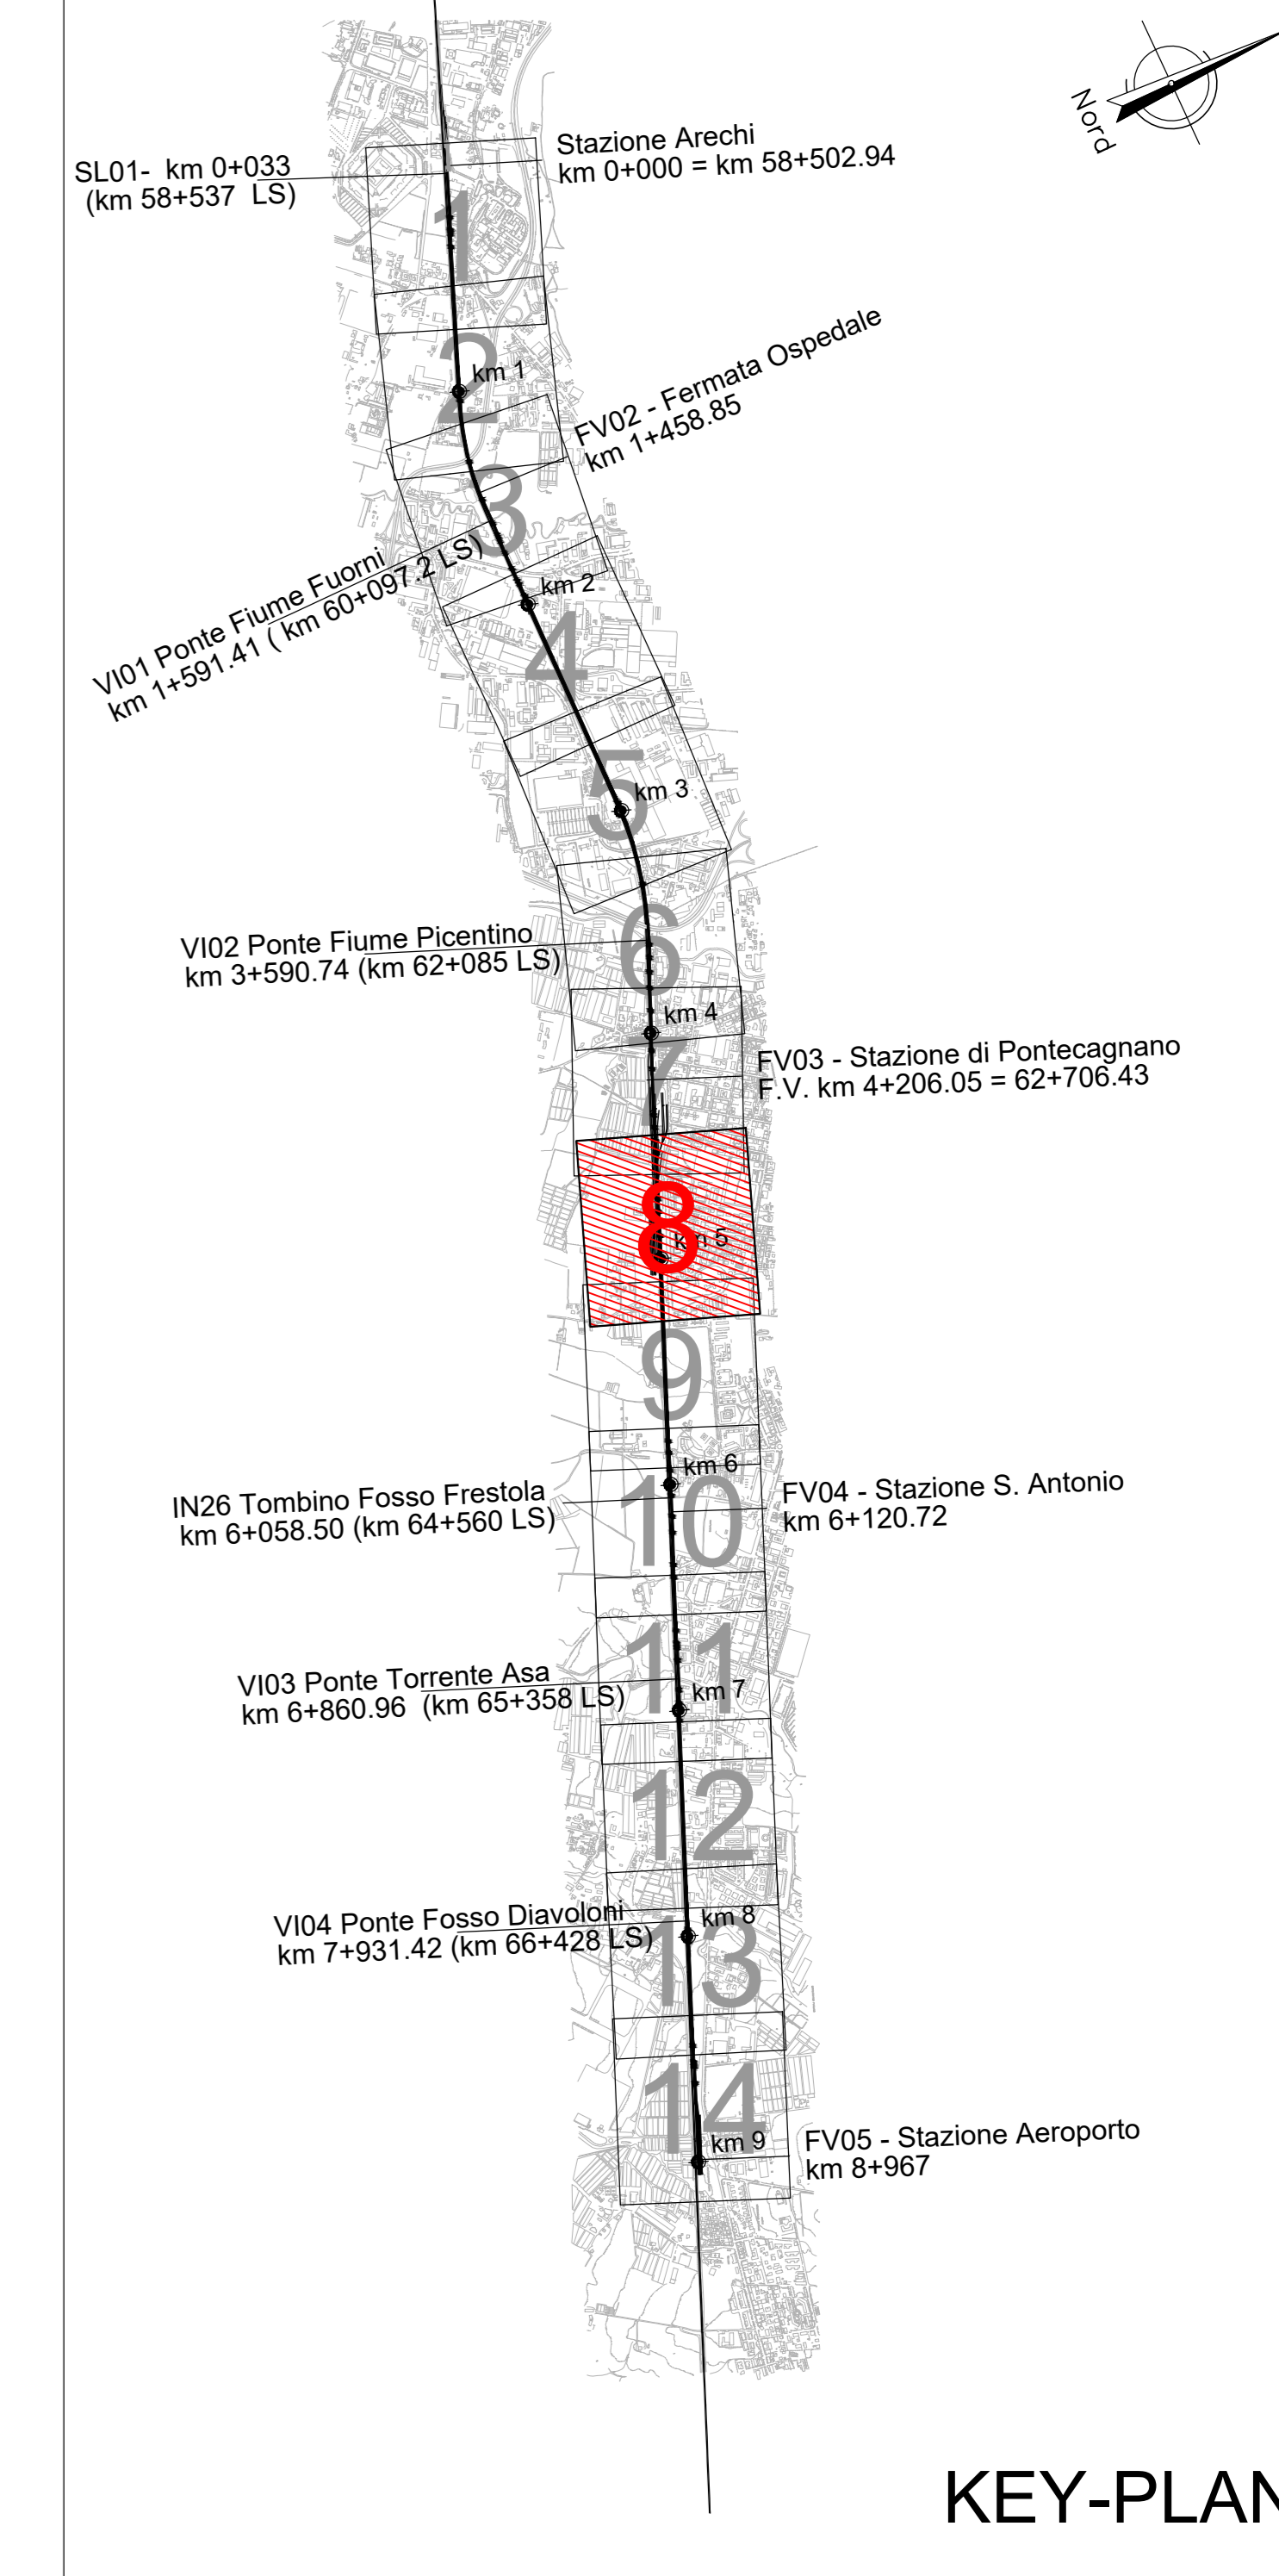 Nord
Stazione Arechi
km 0+000 = km 58+502.94
SL01- km 0+033
(km 58+537 LS)
1
2
km 1
FV02 - Fermata Ospedale
km 1+458.85
3
VI01 Ponte Fiume Fuorni
km 1+591.41 ( km 60+097.2 LS)
km 2
4
5
km 3
6
VI02 Ponte Fiume Picentino
km 3+590.74 (km 62+085 LS)
km 4
7
FV03 - Stazione di Pontecagnano
F.V. km 4+206.05 = 62+706.43
8
km 5
9
km 6
10
IN26 Tombino Fosso Frestola
km 6+058.50 (km 64+560 LS)
FV04 - Stazione S. Antonio
km 6+120.72
11
VI03 Ponte Torrente Asa
km 6+860.96 (km 65+358 LS)
km 7
12
VI04 Ponte Fosso Diavoloni
km 7+931.42 (km 66+428 LS)
km 8
13
14
km 9
FV05 - Stazione Aeroporto
km 8+967
KEY-PLAN